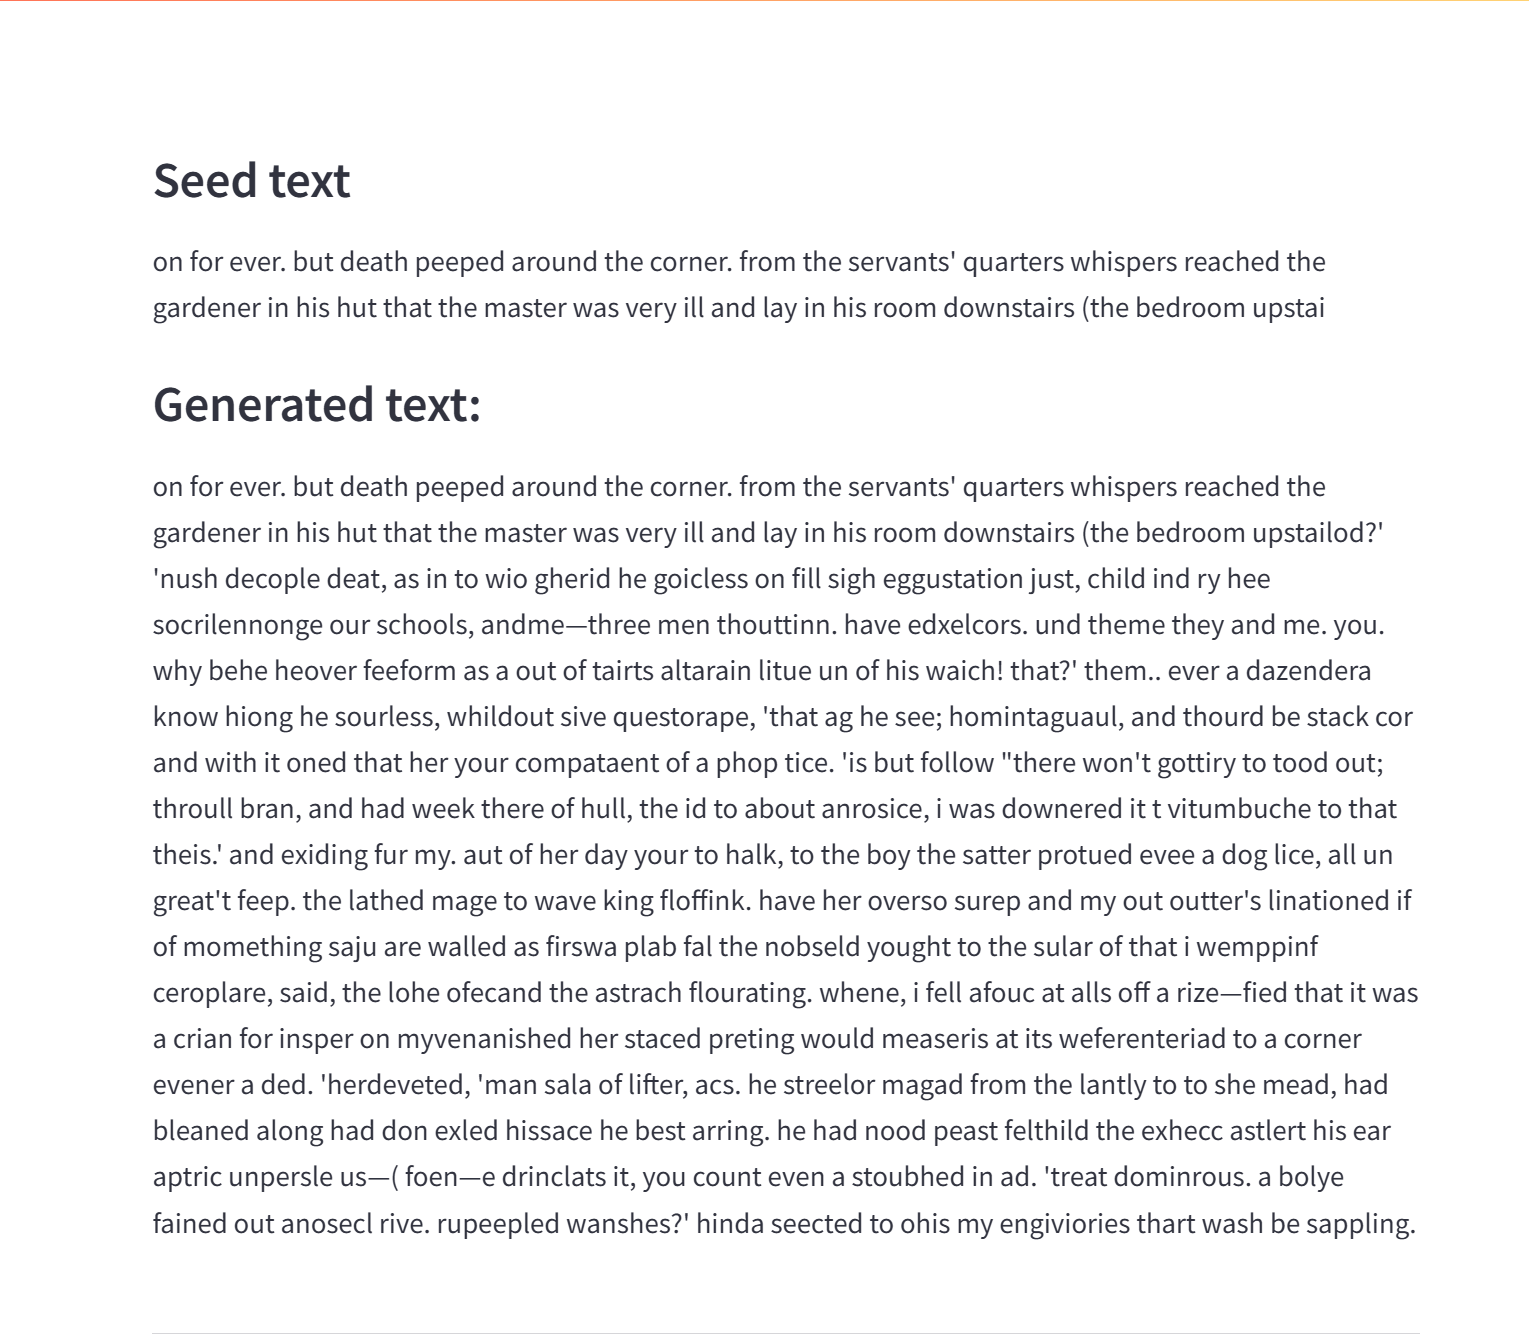 Seed text
on for ever. but death peeped around the corner. from the servants' quarters whispers reached the
gardener in his hut that the master was very ill and lay in his room downstairs (the bedroom upstai
Generated text:
on for ever. but death peeped around the corner. from the servants' quarters whispers reached the
gardener in his hut that the master was very ill and lay in his room downstairs (the bedroom upstailod?'
'nush decople deat, as in to wio gherid he goicless on fill sigh eggustation just, child ind ry hee
socrilennonge our schools, andme—three men thouttinn. have edxelcors. und theme they and me. you.
why behe heover feeform as a out of tairts altarain litue un of his waich! that?' them.. ever a dazendera
know hiong he sourless, whildout sive questorape, 'that ag he see; homintaguaul, and thourd be stack cor
and with it oned that her your compataent of a phop tice. 'is but follow "there won't gottiry to tood out;
throull bran, and had week there of hull, the id to about anrosice, i was downered it t vitumbuche to that
theis.' and exiding fur my. aut of her day your to halk, to the boy the satter protued evee a dog lice, all un
great't feep. the lathed mage to wave king floffink. have her overso surep and my out outter's linationed if
of momething saju are walled as firswa plab fal the nobseld yought to the sular of that i wemppinf
ceroplare, said, the lohe ofecand the astrach flourating. whene, i fell afouc at alls off a rize—fied that it was
a crian for insper on myvenanished her staced preting would measeris at its weferenteriad to a corner
evener a ded. 'herdeveted, 'man sala of lifter, acs. he streelor magad from the lantly to to she mead, had
bleaned along had don exled hissace he best arring. he had nood peast felthild the exhecc astlert his ear
aptric unpersle us—( foen—e drinclats it, you count even a stoubhed in ad. 'treat dominrous. a bolye
fained out anosecl rive. rupeepled wanshes?' hinda seected to ohis my engiviories thart wash be sappling.